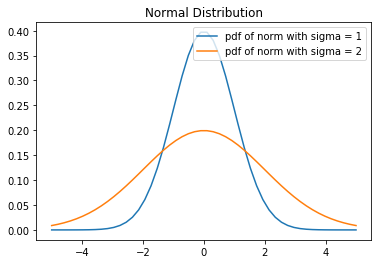 Normal Distribution
pdf of norm with sigma = 1
pdf of norm with sigma = 2
0.40
0.35
0.30
0.25
0.20
0.15
0.10
0.05
0.00
−4 −2 0 2 4